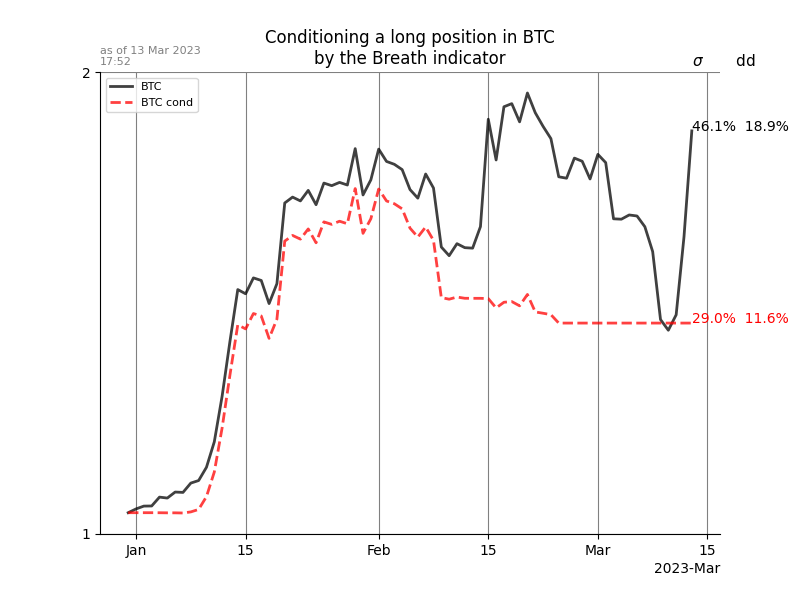 Conditioning a long position in BTC
by the Breath indicator
as of 13 Mar 2023
17:52
σ dd
2
BTC
BTC cond
46.1% 18.9%
29.0% 11.6%
1
Jan 15 Feb 15 Mar 15
2023-Mar